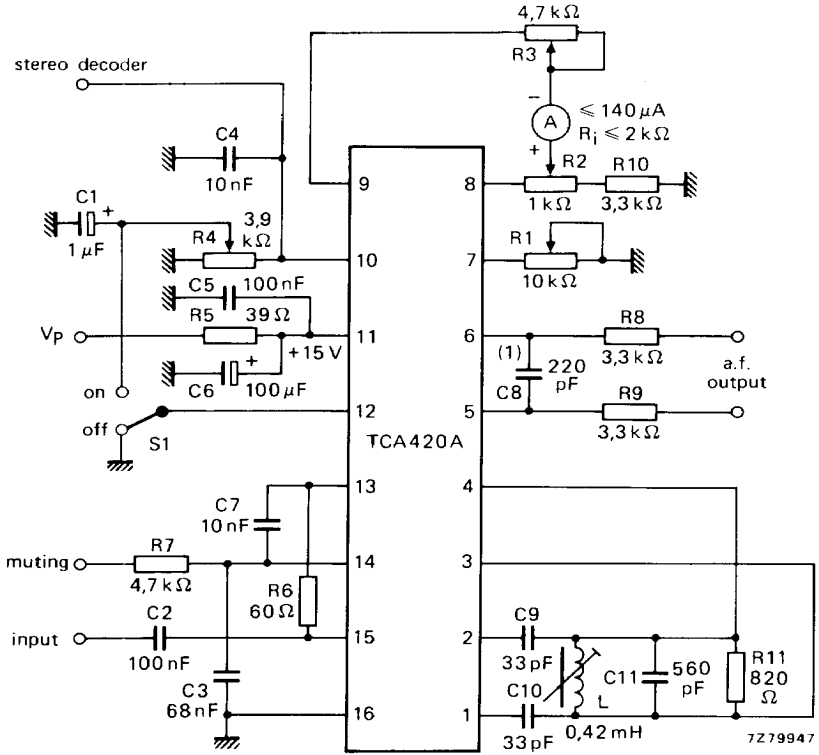 4,7 kΩ
R3
stereo decoder
−
A
≤ 140 μA
Ri ≤ 2 kΩ
+
C4
10 nF
R2
R10
1 kΩ
3,3 kΩ
9
8
C1
+
1 μF
R4
3,9
kΩ
R1
10 kΩ
10
7
C5
100 nF
R5
39 Ω
VP
+15 V
11
6
(1)
C8
220
pF
R8
3,3 kΩ
a.f.
output
C6
+
100 μF
on
off
S1
12
5
R9
3,3 kΩ
TCA420A
13
4
C7
10 nF
muting
R7
4,7 kΩ
14
3
R6
60 Ω
input
C2
100 nF
15
2
C9
33 pF
C3
68 nF
C10
33 pF
L
0,42 mH
C11
560
pF
R11
820
Ω
16
1
7Z79947